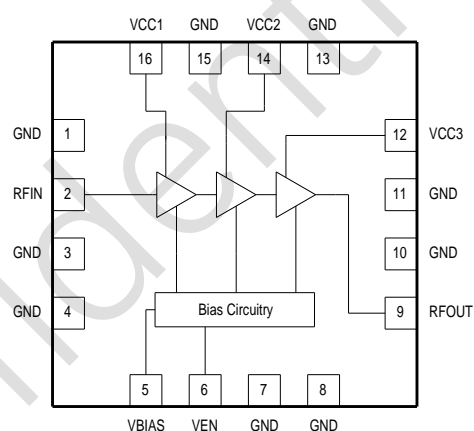 VCC1 GND VCC2 GND
16 15 14 13
GND 1 12 VCC3
RFIN 2 11 GND
GND 3 10 GND
GND 4 Bias Circuitry 9 RFOUT
5 6 7 8
VBIAS VEN GND GND